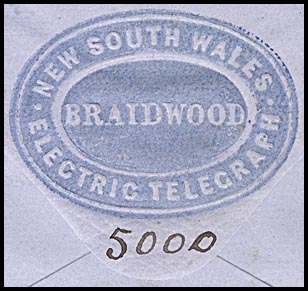 NEW SOUTH WALES
BRAIDWOOD
ELECTRIC TELEGRAPH
5000